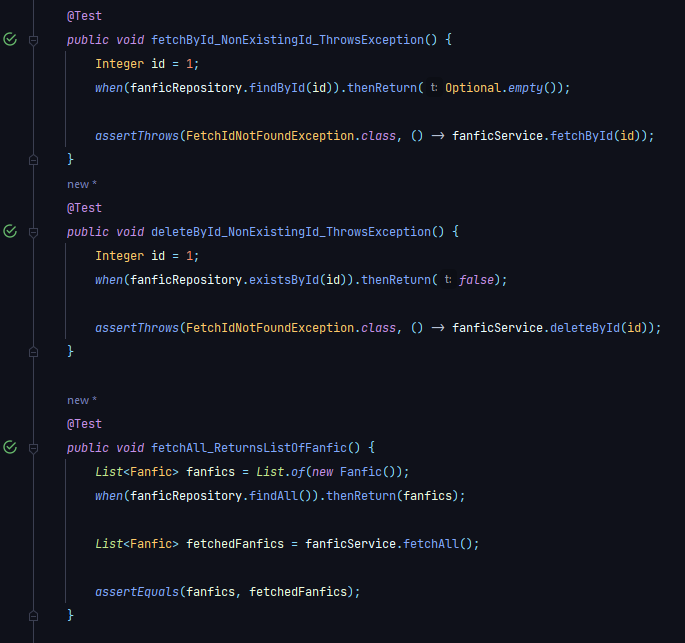 @Test
public void fetchById_NonExistingId_ThrowsException() {
Integer id = 1;
when(fanficRepository.findById(id)).thenReturn( t: Optional.empty());
assertThrows(FetchIdNotFoundException.class, () → fanficService.fetchById(id));
}
new *
@Test
public void deleteById_NonExistingId_ThrowsException() {
Integer id = 1;
when(fanficRepository.existsById(id)).thenReturn( t: false);
assertThrows(FetchIdNotFoundException.class, () → fanficService.deleteById(id));
}
new *
@Test
public void fetchAll_ReturnsListOfFanfic() {
List<Fanfic> fanfics = List.of(new Fanfic());
when(fanficRepository.findAll()).thenReturn(fanfics);
List<Fanfic> fetchedFanfics = fanficService.fetchAll();
assertEquals(fanfics, fetchedFanfics);
}